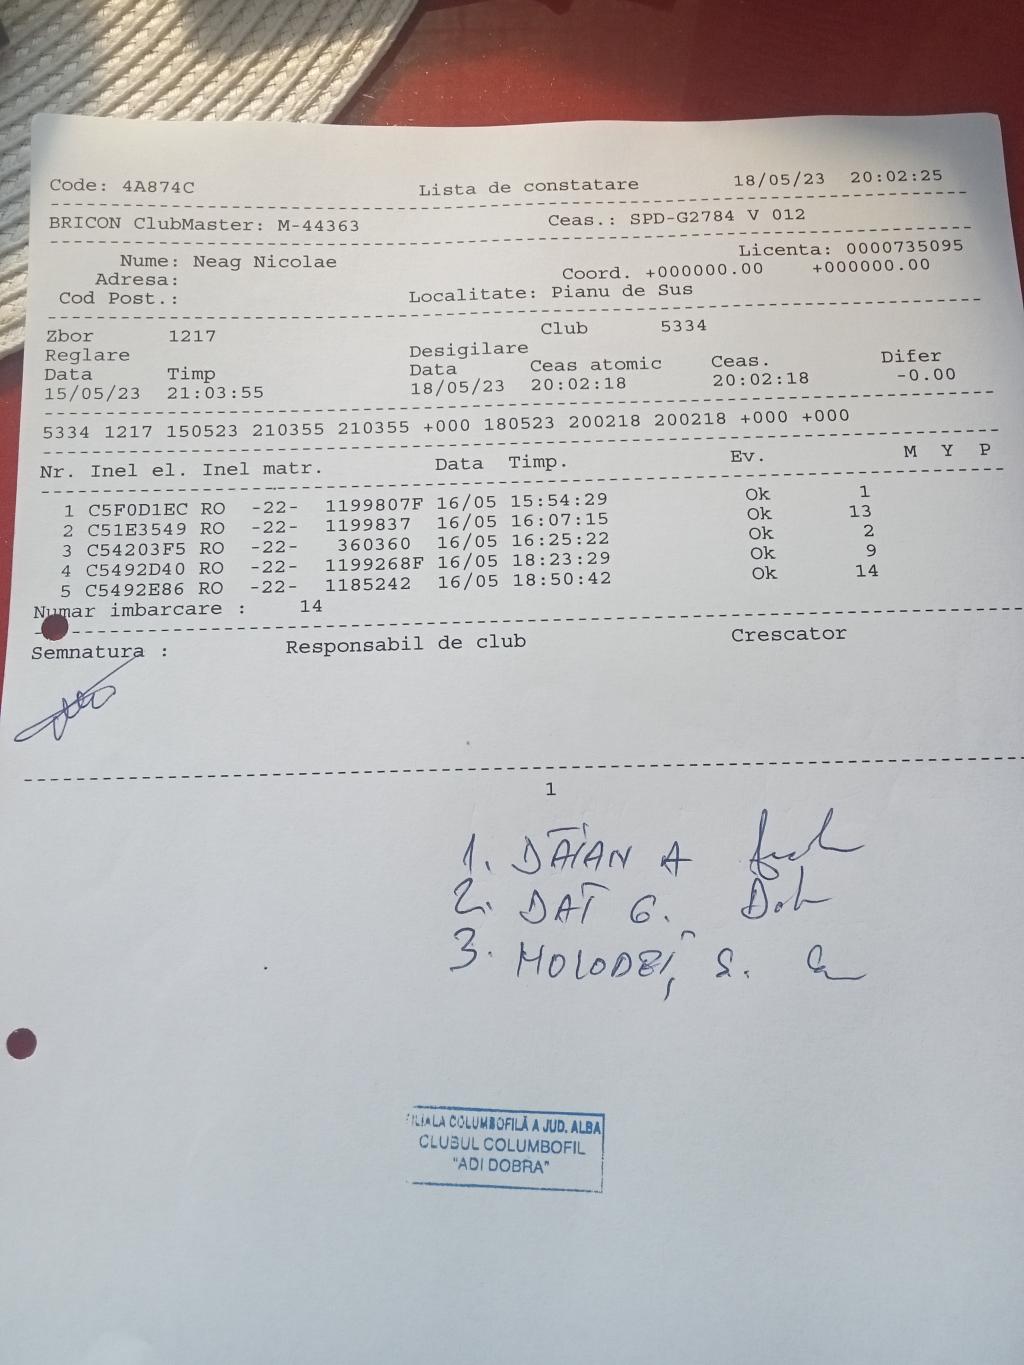 Code: 4A874C Lista de constatare 18/05/23 20:02:25
BRICON ClubMaster: M-44363 Ceas.: SPD-G2784 V 012
Nume: Neag Nicolae Licenta: 0000735095
Adresa: Coord. +000000.00 +000000.00
Cod Post.: Localitate: Pianu de Sus
Zbor 1217 Club 5334
Reglare Desigilare
Data Timp Data Ceas atomic Ceas. Difer
15/05/23 21:03:55 18/05/23 20:02:18 20:02:18 -0.00
5334 1217 150523 210355 210355 +000 180523 200218 200218 +000 +000
Nr. Inel el. Inel matr. Data Timp. Ev. M Y P
1 C5F0D1EC RO -22- 1199807F 16/05 15:54:29 Ok 1
2 C51E3549 RO -22- 1199837 16/05 16:07:15 Ok 13
3 C54203F5 RO -22- 360360 16/05 16:25:22 Ok 2
4 C5492D40 RO -22- 1199268F 16/05 18:23:29 Ok 9
5 C5492E86 RO -22- 1185242 16/05 18:50:42 Ok 14
Numar imbarcare : 14
Semnatura : Responsabil de club Crescator
1
1. DĂIAN A
2. DAT G.
3. MOLODEȚ S.
FILIALA COLUMBOFILĂ A JUD. ALBA
CLUBUL COLUMBOFIL
"ADI DOBRA"